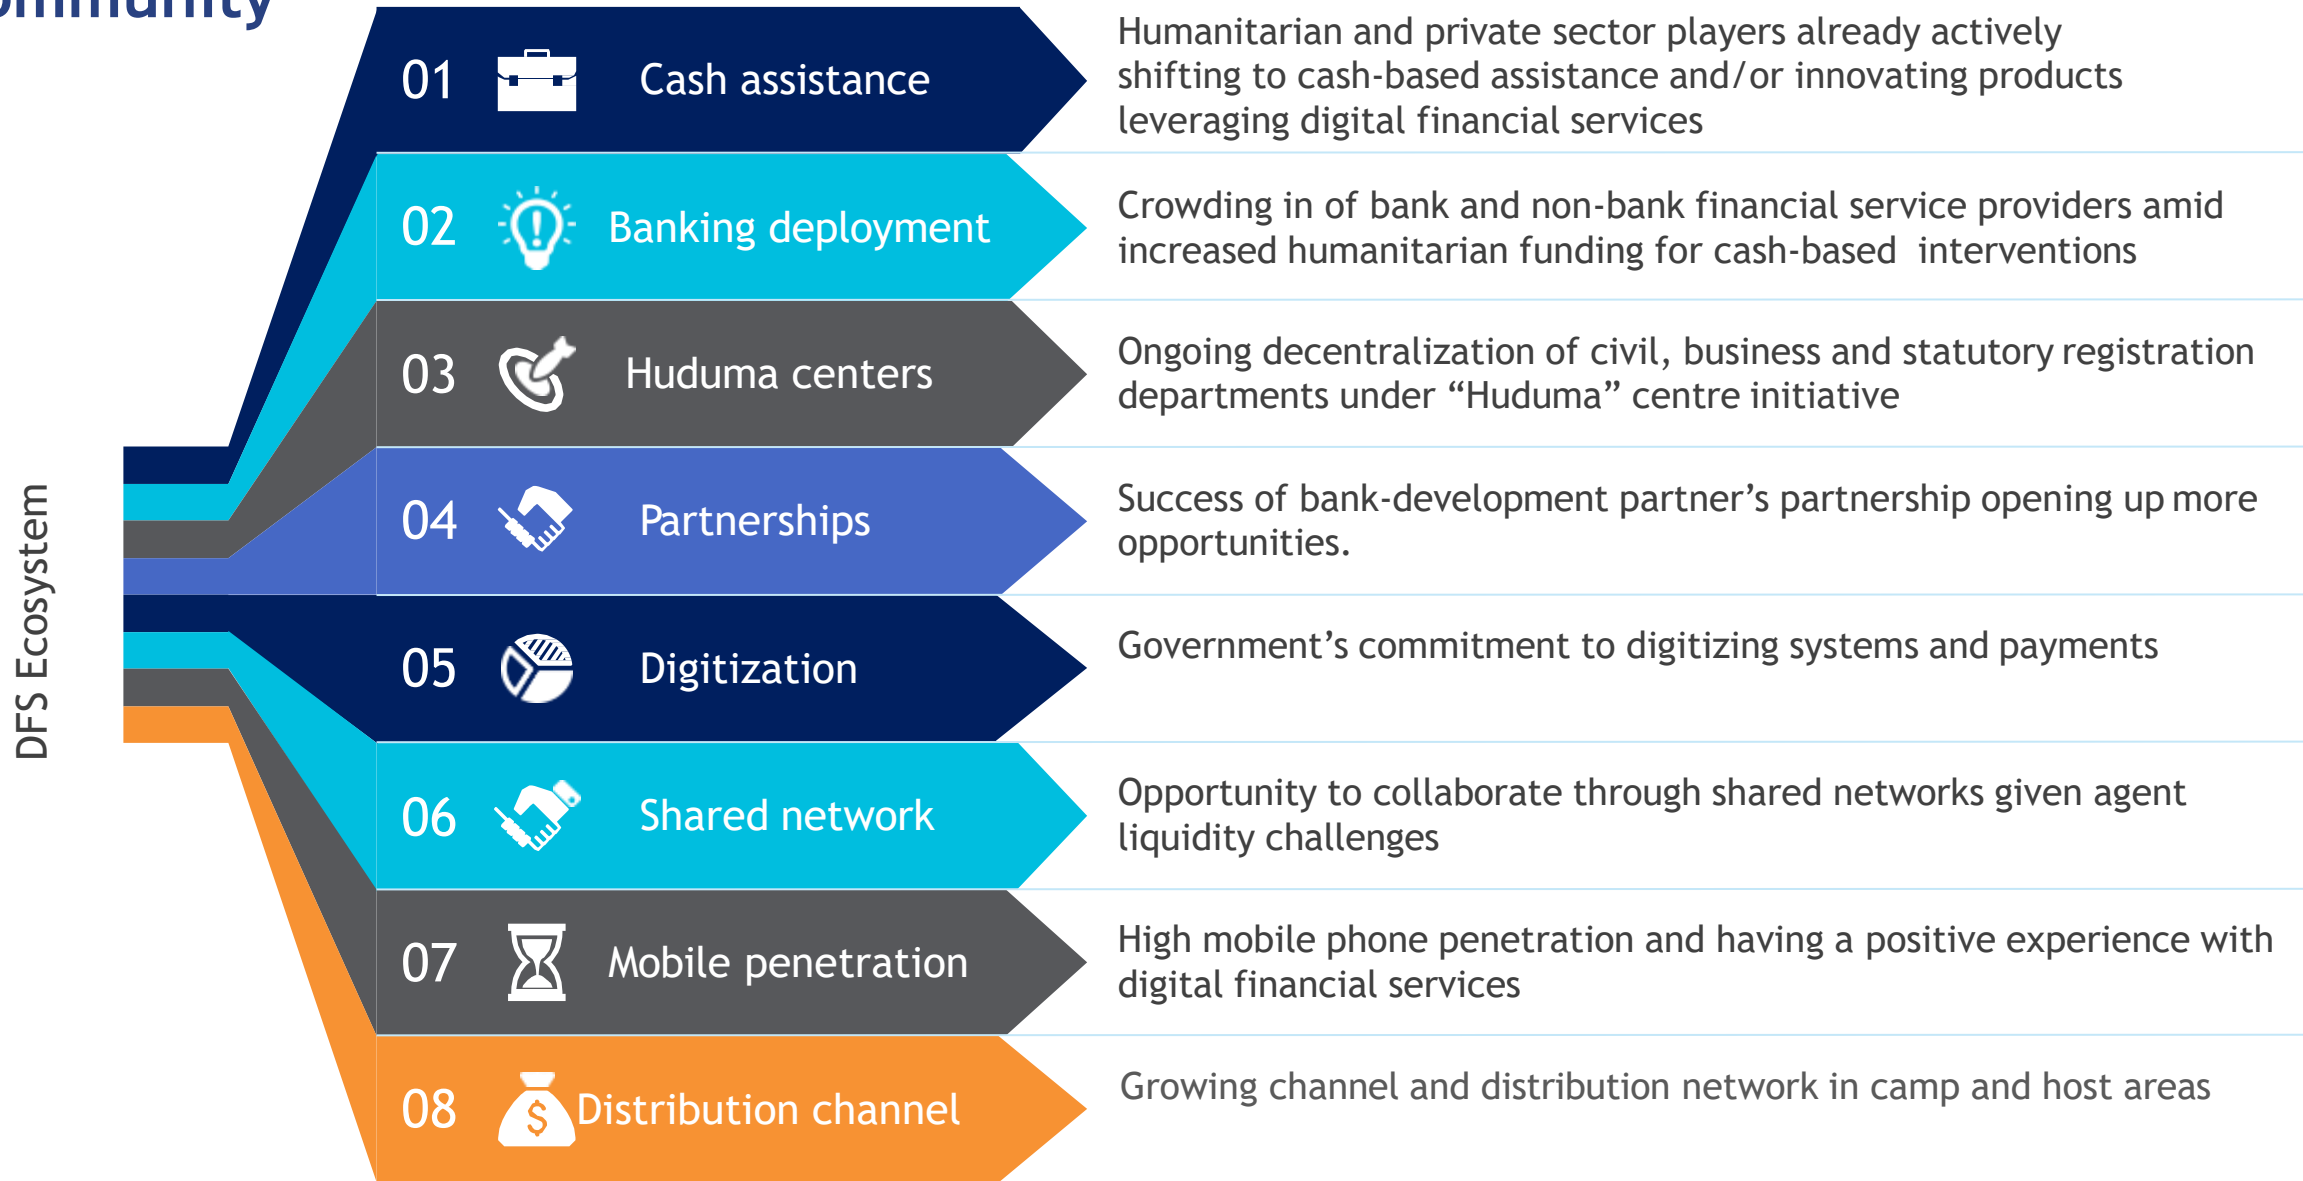 DFS Ecosystem
01 Cash assistance
Humanitarian and private sector players already actively
shifting to cash-based assistance and/or innovating products
leveraging digital financial services
02 Banking deployment
Crowding in of bank and non-bank financial service providers amid
increased humanitarian funding for cash-based interventions
03 Huduma centers
Ongoing decentralization of civil, business and statutory registration
departments under “Huduma” centre initiative
04 Partnerships
Success of bank-development partner’s partnership opening up more
opportunities.
05 Digitization
Government’s commitment to digitizing systems and payments
06 Shared network
Opportunity to collaborate through shared networks given agent
liquidity challenges
07 Mobile penetration
High mobile phone penetration and having a positive experience with
digital financial services
08 $ Distribution channel
Growing channel and distribution network in camp and host areas